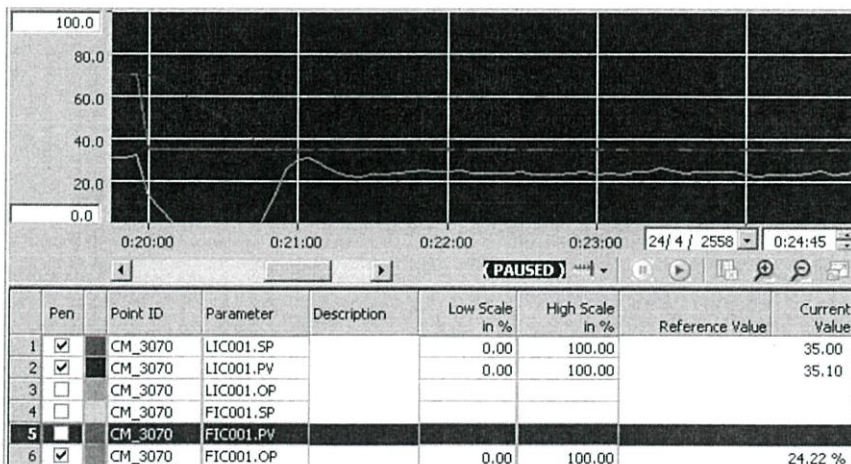 100.0
80.0
60.0
40.0
20.0
0.0
0:20:00 0:21:00 0:22:00 0:23:00 24/ 4 / 2558 0:24:45
(PAUSED)
Pen Point ID Parameter Description Low Scale in % High Scale in % Reference Value Current Value
1 CM_3070 LIC001.SP 0.00 100.00 35.00
2 CM_3070 LIC001.PV 0.00 100.00 35.10
3 CM_3070 LIC001.OP
4 CM_3070 FIC001.SP
5 CM_3070 FIC001.PV
6 CM_3070 FIC001.OP 0.00 100.00 24.22 %